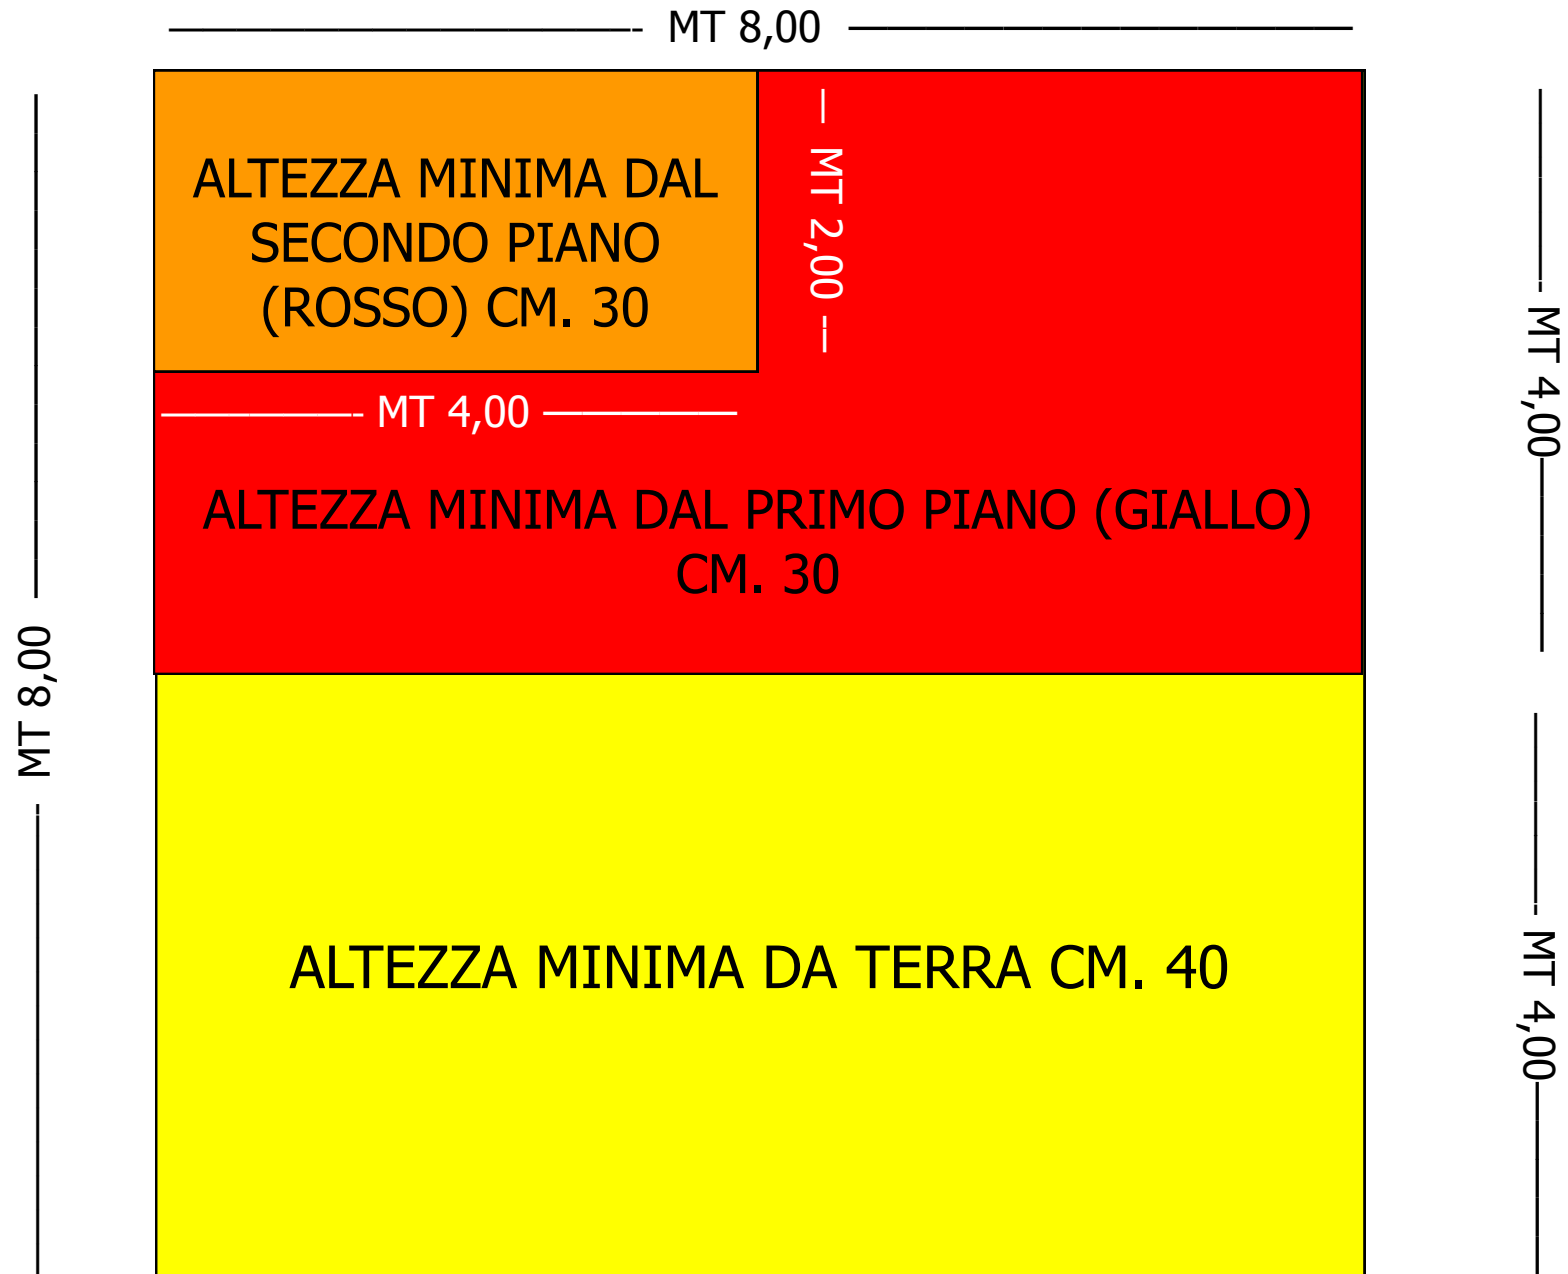 MT 8,00
ALTEZZA MINIMA DAL
SECONDO PIANO
(ROSSO) CM. 30
MT 2,00
MT 4,00
MT 4,00
ALTEZZA MINIMA DAL PRIMO PIANO (GIALLO)
CM. 30
MT 8,00
ALTEZZA MINIMA DA TERRA CM. 40
MT 4,00